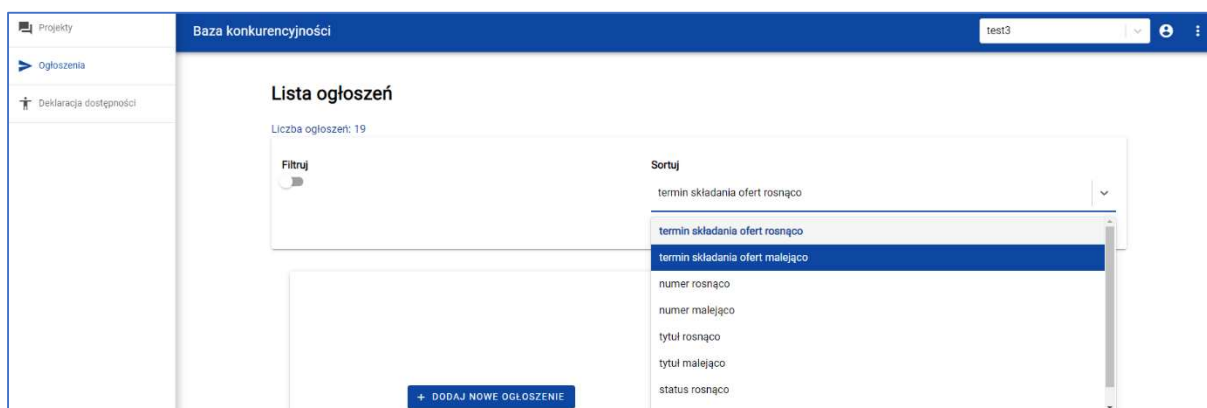 Projekty
Ogłoszenia
Deklaracja dostępności
Baza konkurencyjności
test3
Lista ogłoszeń
Liczba ogłoszeń: 19
Filtruj
Sortuj
termin składania ofert rosnąco
termin składania ofert rosnąco
termin składania ofert malejąco
numer rosnąco
numer malejąco
tytuł rosnąco
tytuł malejąco
status rosnąco
+ DODAJ NOWE OGŁOSZENIE